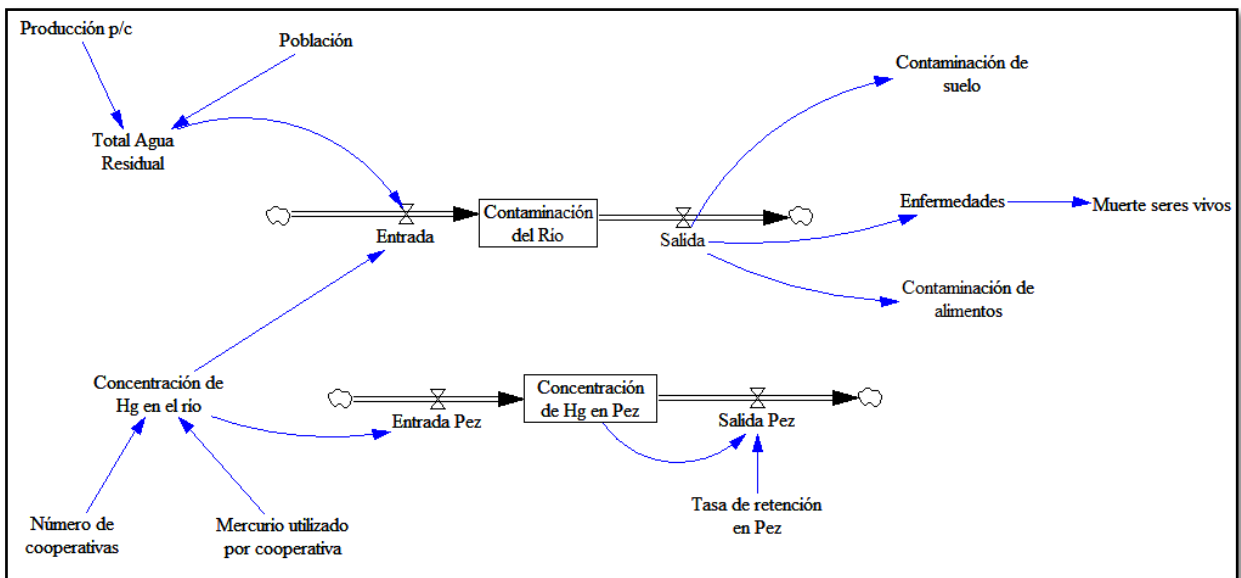 Producción p/c
Población
Contaminación de
suelo
Total Agua
Residual
Entrada
Contaminación
del Río
Salida
Enfermedades
Muerte seres vivos
Contaminación de
alimentos
Concentración de
Hg en el río
Entrada Pez
Concentración
de Hg en Pez
Salida Pez
Número de
cooperativas
Mercurio utilizado
por cooperativa
Tasa de retención
en Pez